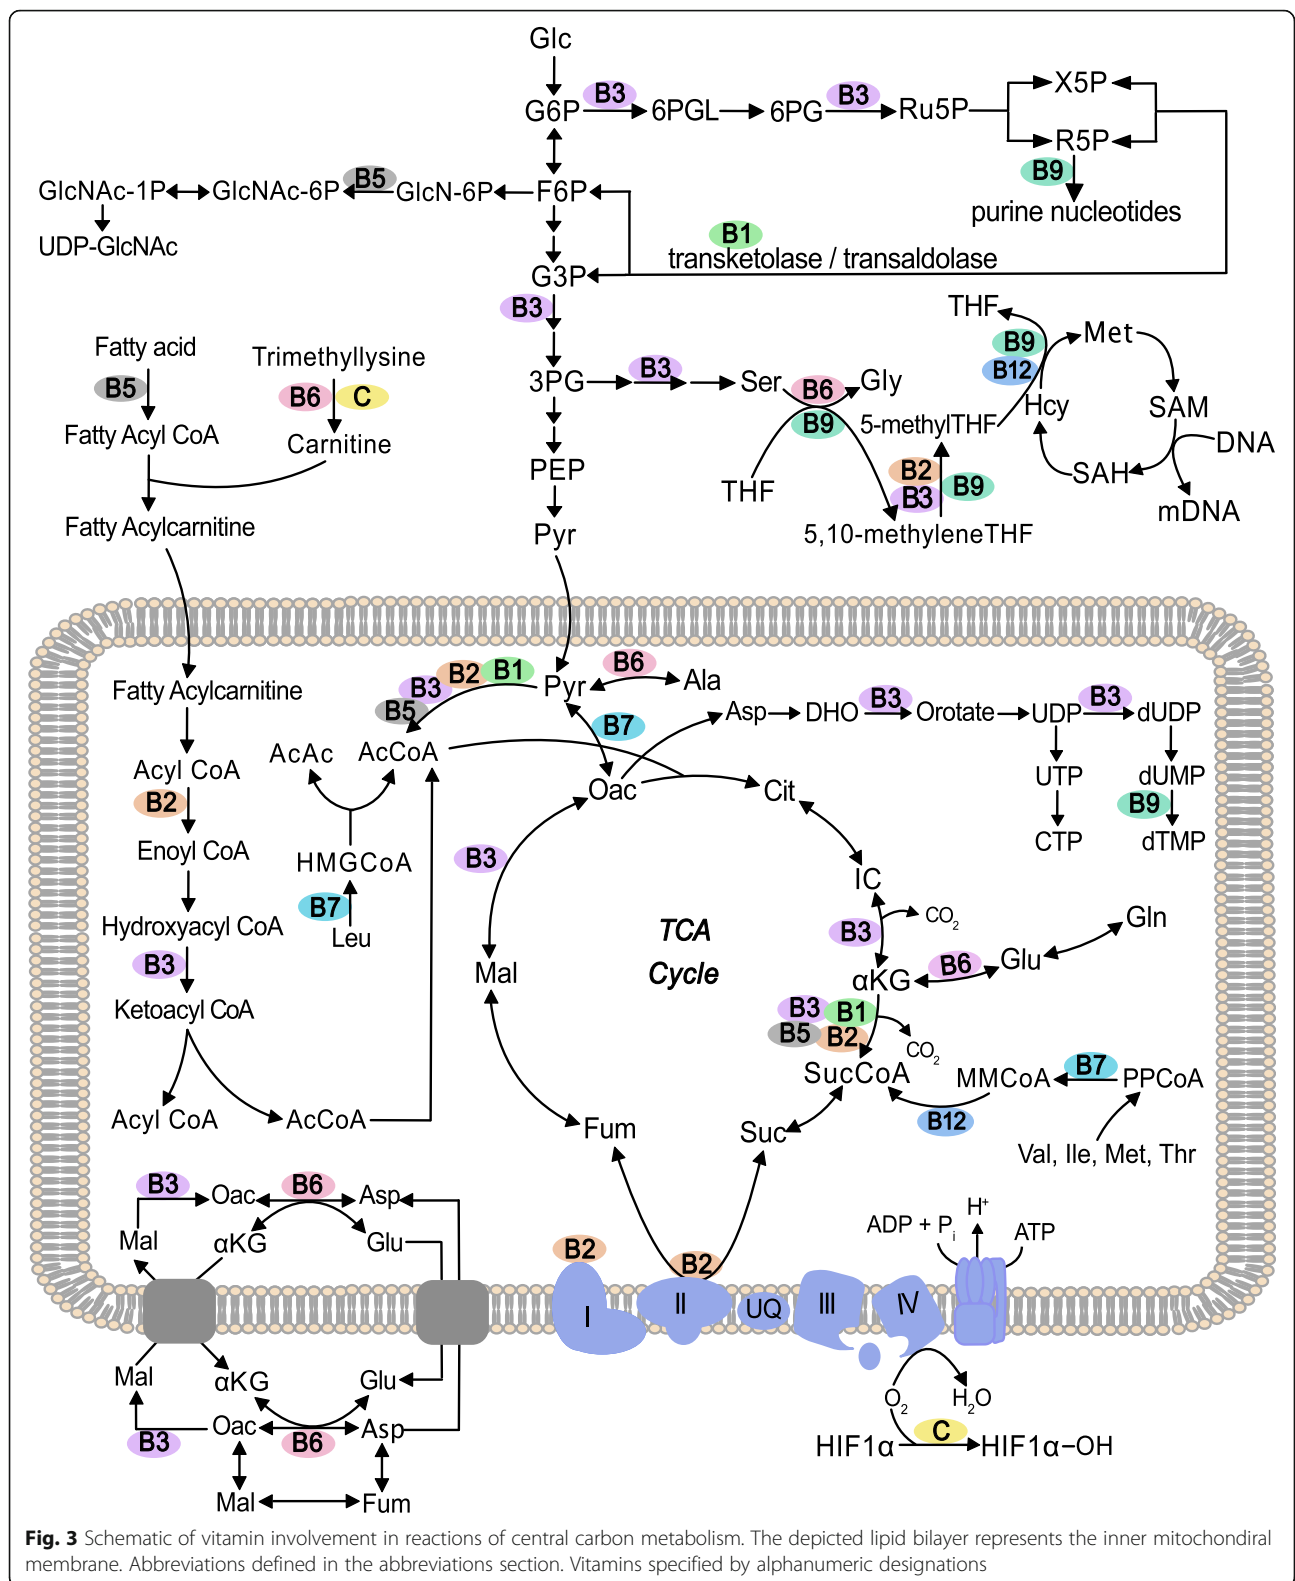 Glc
G6P B3 6PGL 6PG B3 Ru5P X5P
R5P
B9
purine nucleotides
GlcNAc-1P GlcNAc-6P B5 GlcN-6P F6P
UDP-GlcNAc
B1
transketolase / transaldolase
G3P
B3
3PG B3 Ser B6 Gly
B9
THF
5,10-methyleneTHF
B2
B3
B9
5-methylTHF
THF
B9
B12
Met
Hcy
SAM
SAH
DNA
mDNA
PEP
Pyr
Fatty acid
B5
Fatty Acyl CoA
Trimethyllysine
B6 C
Carnitine
Fatty Acylcarnitine
Fatty Acylcarnitine
Acyl CoA
B2
Enoyl CoA
Hydroxyacyl CoA
B3
Ketoacyl CoA
Acyl CoA AcCoA
B5 B3 B2 B1 Pyr B6 Ala
AcAc AcCoA
HMGCoA
B7
Leu
B7
Oac Cit
Asp DHO B3 Orotate UDP B3 dUDP
UTP dUMP
B9
CTP dTMP
B3
TCA
Cycle
IC
B3
CO2
αKG B6 Glu Gln
Mal
B3 B1
B5 B2
CO2
SucCoA MMCoA B7 PPCoA
B12
Val, Ile, Met, Thr
Fum Suc
B3 Oac B6 Asp
Mal αKG Glu
B2
B2
I II UQ III IV
ADP + Pi H+ ATP
Mal αKG Glu
Oac Asp
B3 B6
Mal Fum
O2 H2O
C
HIF1α HIF1α–OH
Fig. 3 Schematic of vitamin involvement in reactions of central carbon metabolism. The depicted lipid bilayer represents the inner mitochondiral
membrane. Abbreviations defined in the abbreviations section. Vitamins specified by alphanumeric designations